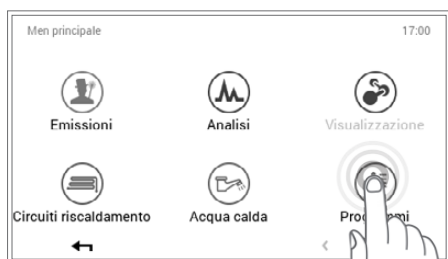 Men principale 17:00
Emissioni Analisi Visualizzazione
Circuiti riscaldamento Acqua calda